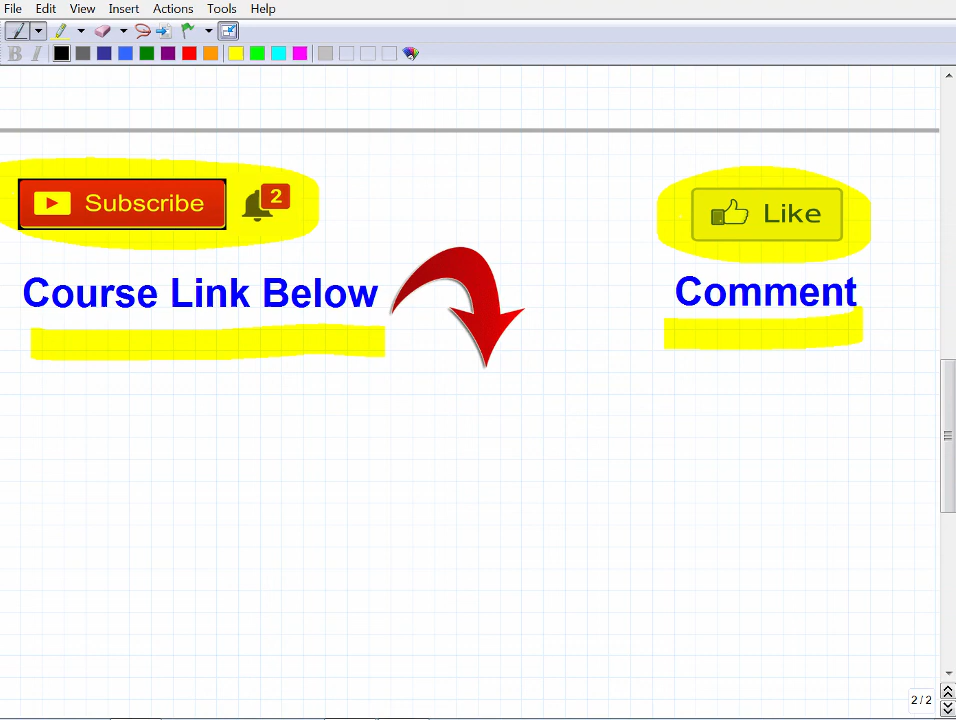 File Edit View Insert Actions Tools Help
B I
Subscribe 2
Like
Course Link Below
Comment
2 / 2